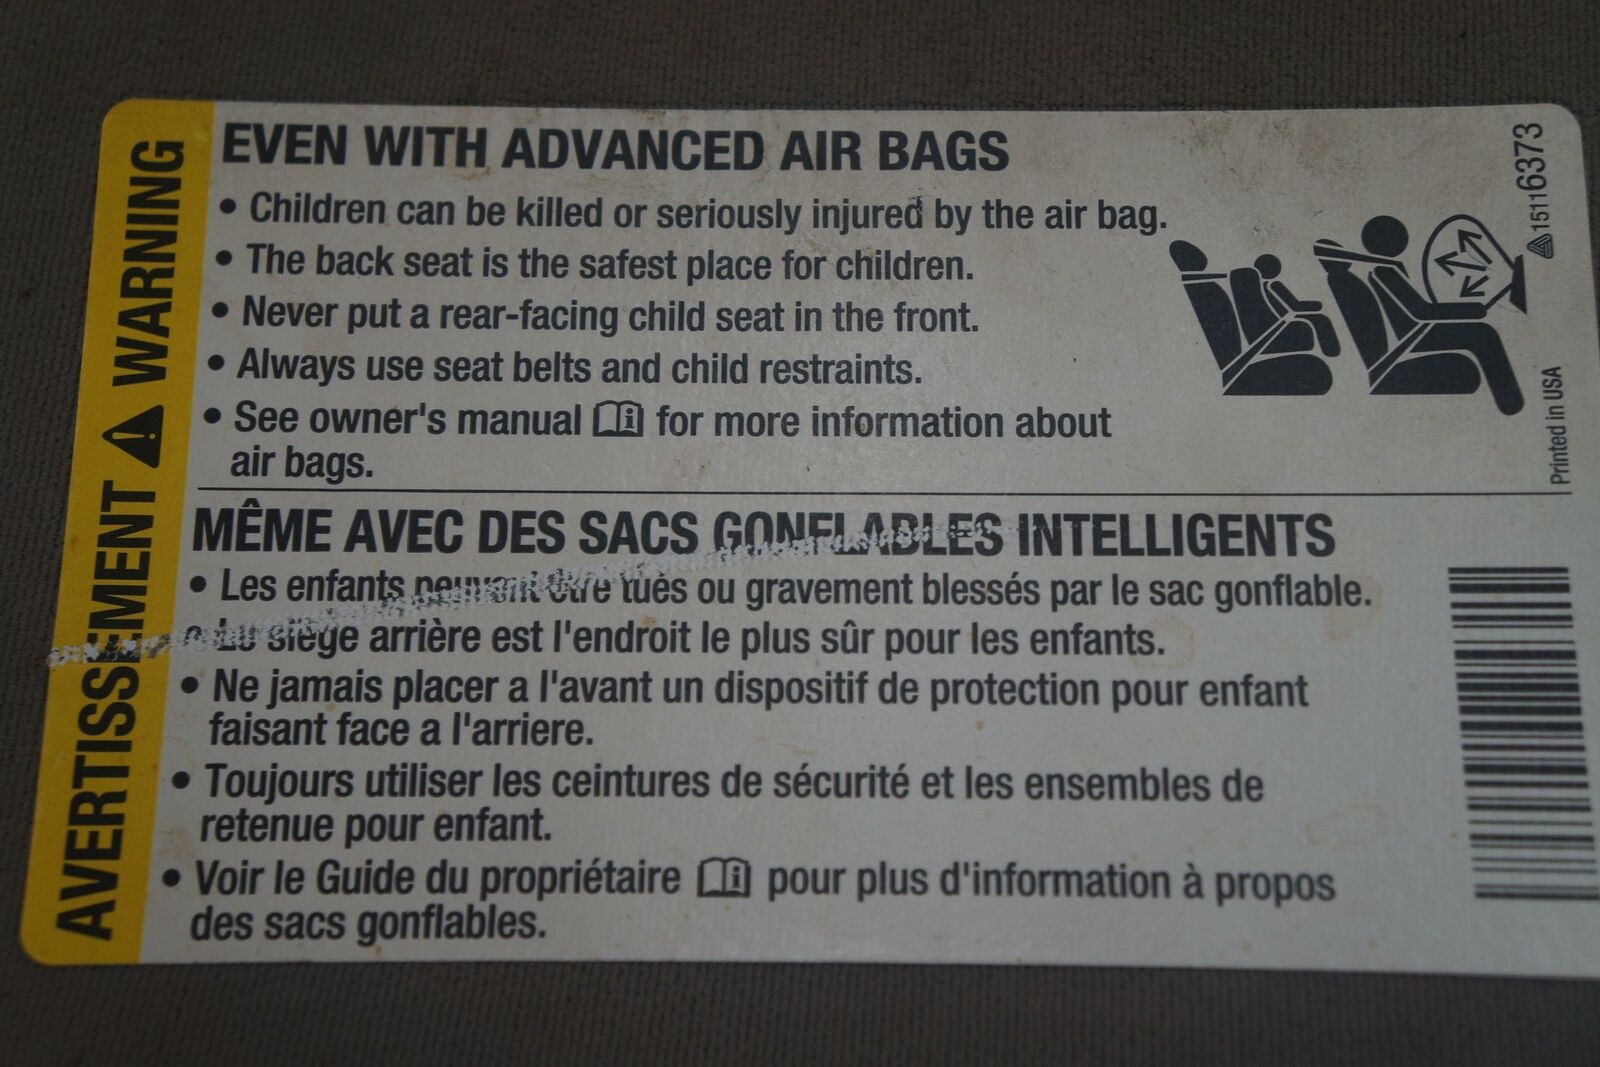 AVERTISSEMENT WARNING
EVEN WITH ADVANCED AIR BAGS
• Children can be killed or seriously injured by the air bag.
• The back seat is the safest place for children.
• Never put a rear-facing child seat in the front.
• Always use seat belts and child restraints.
• See owner's manual for more information about
air bags.
15116373
Printed in USA
MÊME AVEC DES SACS GONFLABLES INTELLIGENTS
• Les enfants peuvent être tués ou gravement blessés par le sac gonflable.
• Le siège arrière est l'endroit le plus sûr pour les enfants.
• Ne jamais placer a l'avant un dispositif de protection pour enfant
faisant face a l'arriere.
• Toujours utiliser les ceintures de sécurité et les ensembles de
retenue pour enfant.
• Voir le Guide du propriétaire pour plus d'information à propos
des sacs gonflables.